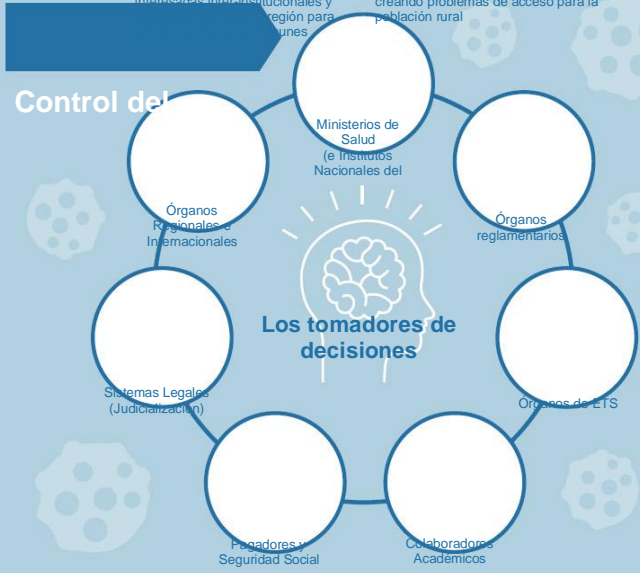 creando problemas de acceso para la
población rural
región para
Control del
Ministerios de
Salud
(e Institutos
Nacionales del
Órganos
Regionales e
Internacionales
Órganos
reglamentarios
Los tomadores de
decisiones
Sistemas Legales
(Judicialización)
Órganos de ETS
Pagadores y
Seguridad Social
Colaboradores
Académicos